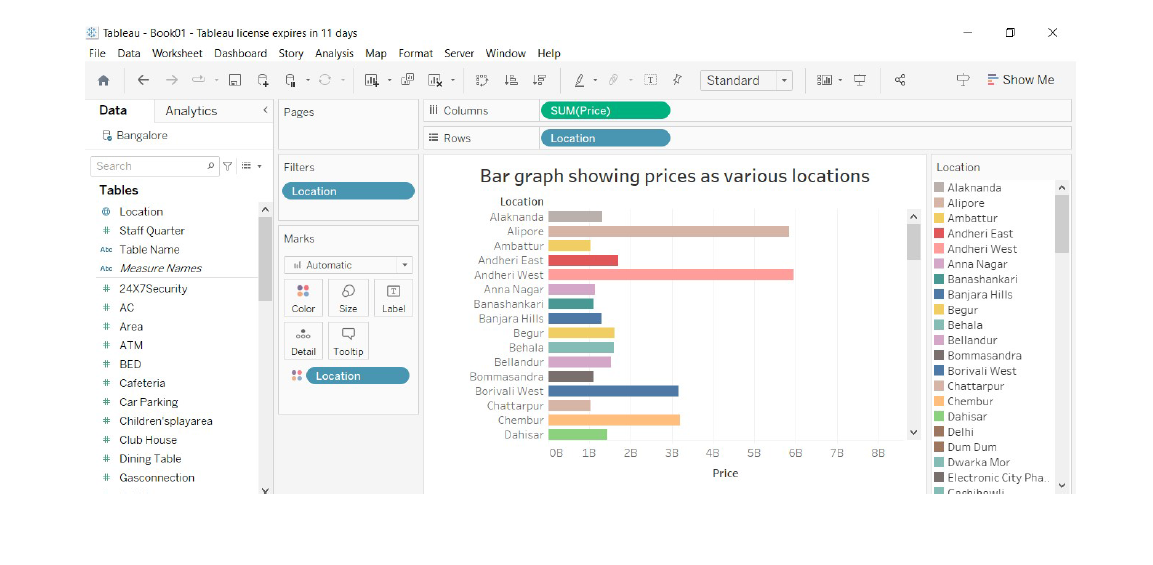 Tableau - Book01 - Tableau license expires in 11 days
File Data Worksheet Dashboard Story Analysis Map Format Server Window Help
Standard
Show Me
Data Analytics
Bangalore
Search
Tables
Location
Staff Quarter
Abc Table Name
Abc Measure Names
24X7Security
AC
Area
ATM
BED
Cafeteria
Car Parking
Children'splayarea
Club House
Dining Table
Gasconnection
Pages
Filters
Location
Marks
Automatic
Color Size Label
Detail Tooltip
Location
Columns SUM(Price)
Rows Location
Bar graph showing prices as various locations
Location
Alaknanda
Alipore
Ambattur
Andheri East
Andheri West
Anna Nagar
Banashankari
Banjara Hills
Begur
Behala
Bellandur
Bommasandra
Borivali West
Chattarpur
Chembur
Dahisar
0B 1B 2B 3B 4B 5B 6B 7B 8B
Price
Location
Alaknanda
Alipore
Ambattur
Andheri East
Andheri West
Anna Nagar
Banashankari
Banjara Hills
Begur
Behala
Bellandur
Bommasandra
Borivali West
Chattarpur
Chembur
Dahisar
Delhi
Dum Dum
Dwarka Mor
Electronic City Pha..